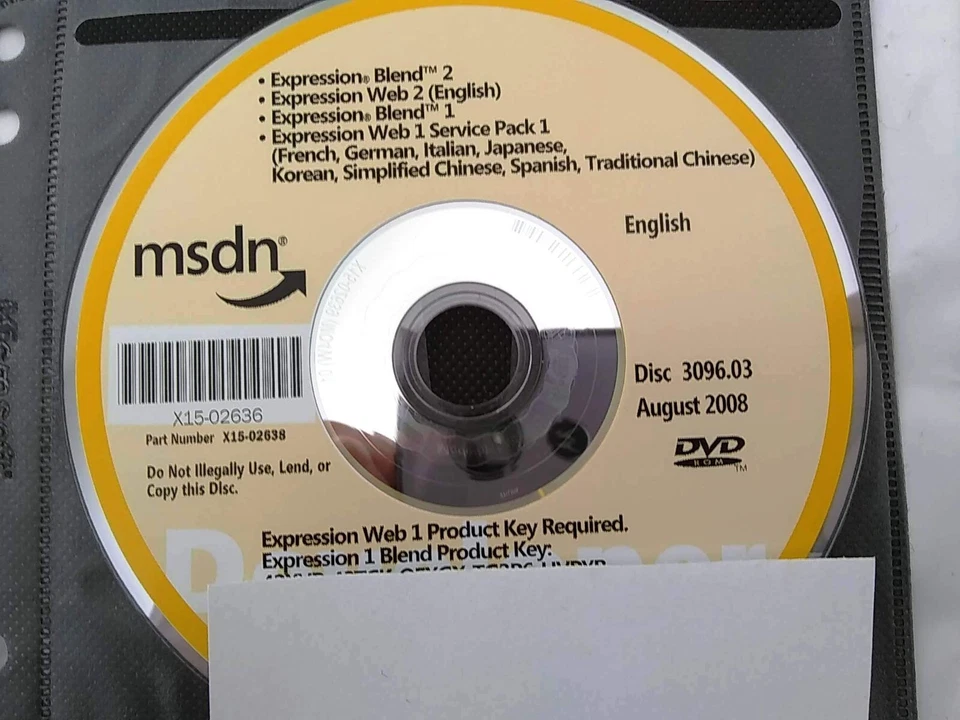 • Expression® Blend™ 2
• Expression Web 2 (English)
• Expression® Blend™ 1
• Expression Web 1 Service Pack 1
(French, German, Italian, Japanese,
Korean, Simplified Chinese, Spanish, Traditional Chinese)
English
msdn®
X15-02636
Part Number X15-02638
Disc 3096.03
August 2008
DVD
ROM
TM
Do Not Illegally Use, Lend, or
Copy this Disc.
Expression Web 1 Product Key Required.
Expression 1 Blend Product Key: